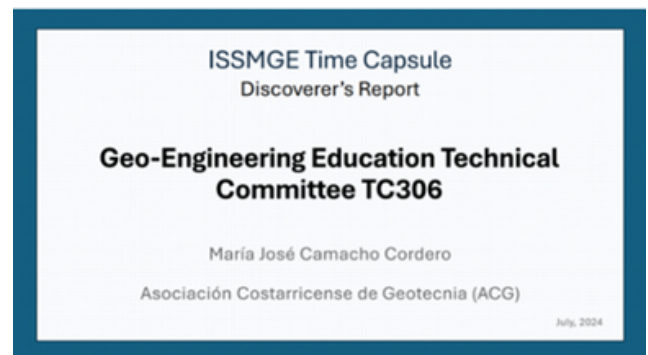 ISSMGE Time Capsule
Discoverer's Report
Geo-Engineering Education Technical
Committee TC306
María José Camacho Cordero
Asociación Costarricense de Geotecnia (ACG)
July, 2024